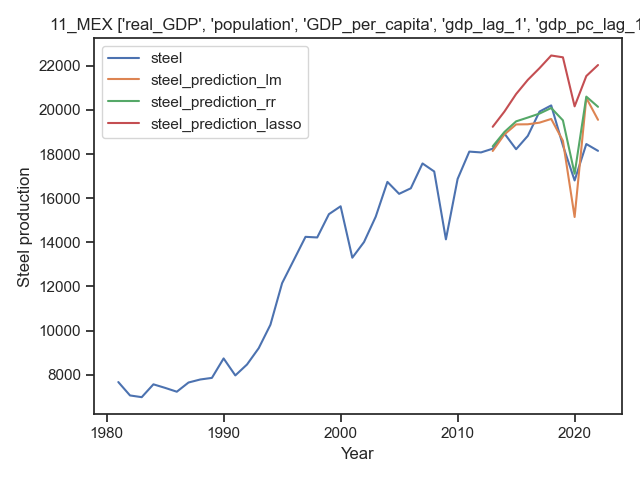 11_MEX ['real_GDP', 'population', 'GDP_per_capita', 'gdp_lag_1', 'gdp_pc_lag_1
steel
steel_prediction_lm
steel_prediction_rr
steel_prediction_lasso
22000
20000
18000
16000
14000
12000
10000
8000
Steel production
1980
1990
2000
2010
2020
Year